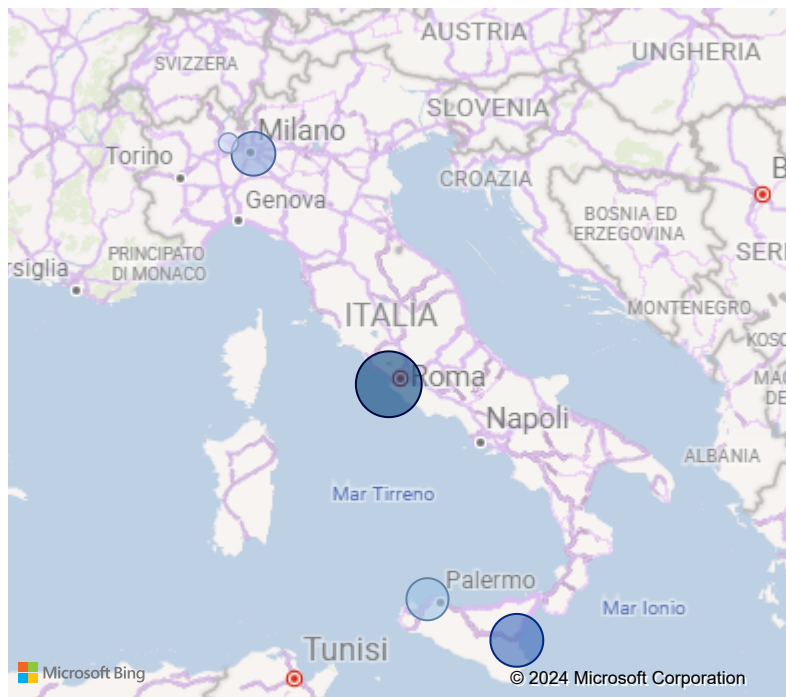 AUSTRIA
SVIZZERA
UNGHERIA
SLOVENIA
Milano
Torino
CROAZIA
B
Genova
BOSNIA ED
ERZEGOVINA
PRINCIPATO
DI MONACO
SERI
rsiglia
MONTENEGRO
ITALIA
KOSO
Roma
MAC
DE
Napoli
ALBANIA
Mar Tirreno
Palermo
Mar Ionio
Tunisi
Microsoft Bing
© 2024 Microsoft Corporation